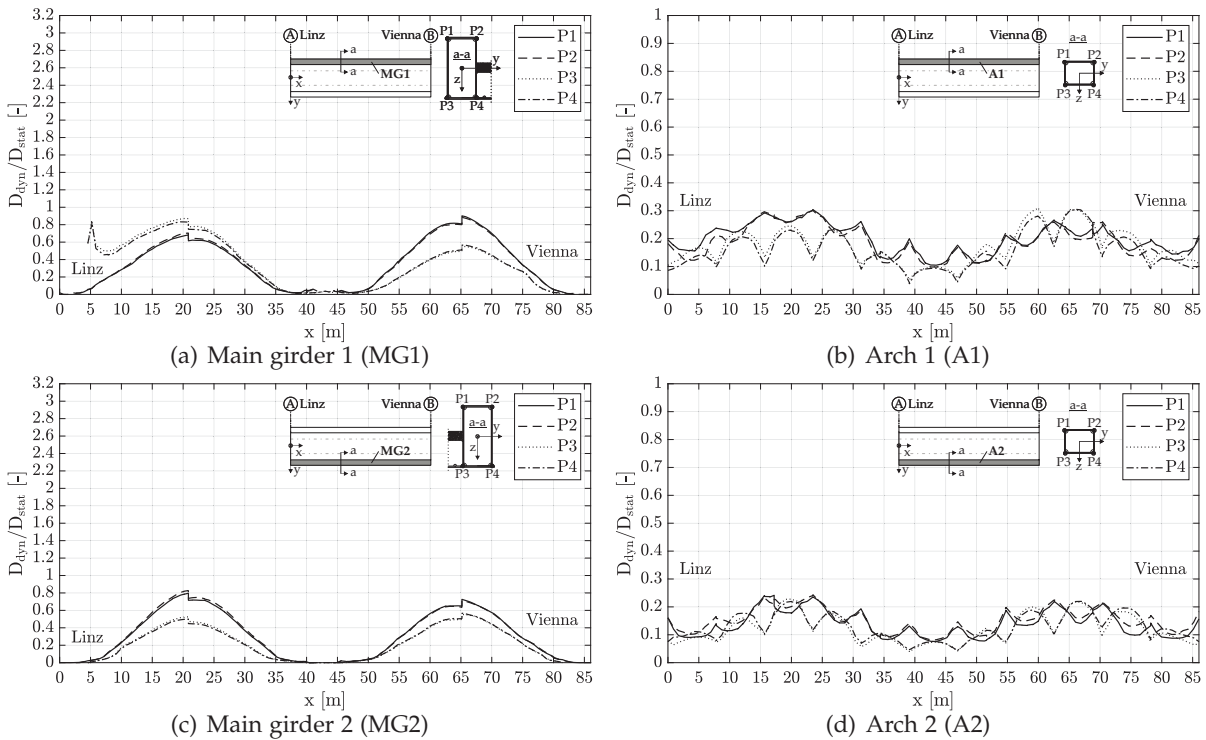 3.2
3
2.8
2.6
2.4
2.2
2
1.8
1.6
1.4
1.2
1
0.8
0.6
0.4
0.2
0
D_dyn/D_stat [-]
A Linz Vienna B
a
a
MG1
x
y
P1 P2
a-a
y
z
P3 P4
P1
P2
P3
P4
Linz
Vienna
0 5 10 15 20 25 30 35 40 45 50 55 60 65 70 75 80 85
x [m]
(a) Main girder 1 (MG1)
1
0.9
0.8
0.7
0.6
0.5
0.4
0.3
0.2
0.1
0
D_dyn/D_stat [-]
A Linz Vienna B
a
a
A1
x
y
a-a
P1 P2
y
P3 P4
z
P1
P2
P3
P4
Linz
Vienna
0 5 10 15 20 25 30 35 40 45 50 55 60 65 70 75 80 85
x [m]
(b) Arch 1 (A1)
3.2
3
2.8
2.6
2.4
2.2
2
1.8
1.6
1.4
1.2
1
0.8
0.6
0.4
0.2
0
D_dyn/D_stat [-]
A Linz Vienna B
x
y
a
MG2
a
P1 P2
a-a
y
z
P3 P4
P1
P2
P3
P4
Linz
Vienna
0 5 10 15 20 25 30 35 40 45 50 55 60 65 70 75 80 85
x [m]
(c) Main girder 2 (MG2)
1
0.9
0.8
0.7
0.6
0.5
0.4
0.3
0.2
0.1
0
D_dyn/D_stat [-]
A Linz Vienna B
x
y
a
A2
a
a-a
P1 P2
y
P3 P4
z
P1
P2
P3
P4
Linz
Vienna
0 5 10 15 20 25 30 35 40 45 50 55 60 65 70 75 80 85
x [m]
(d) Arch 2 (A2)